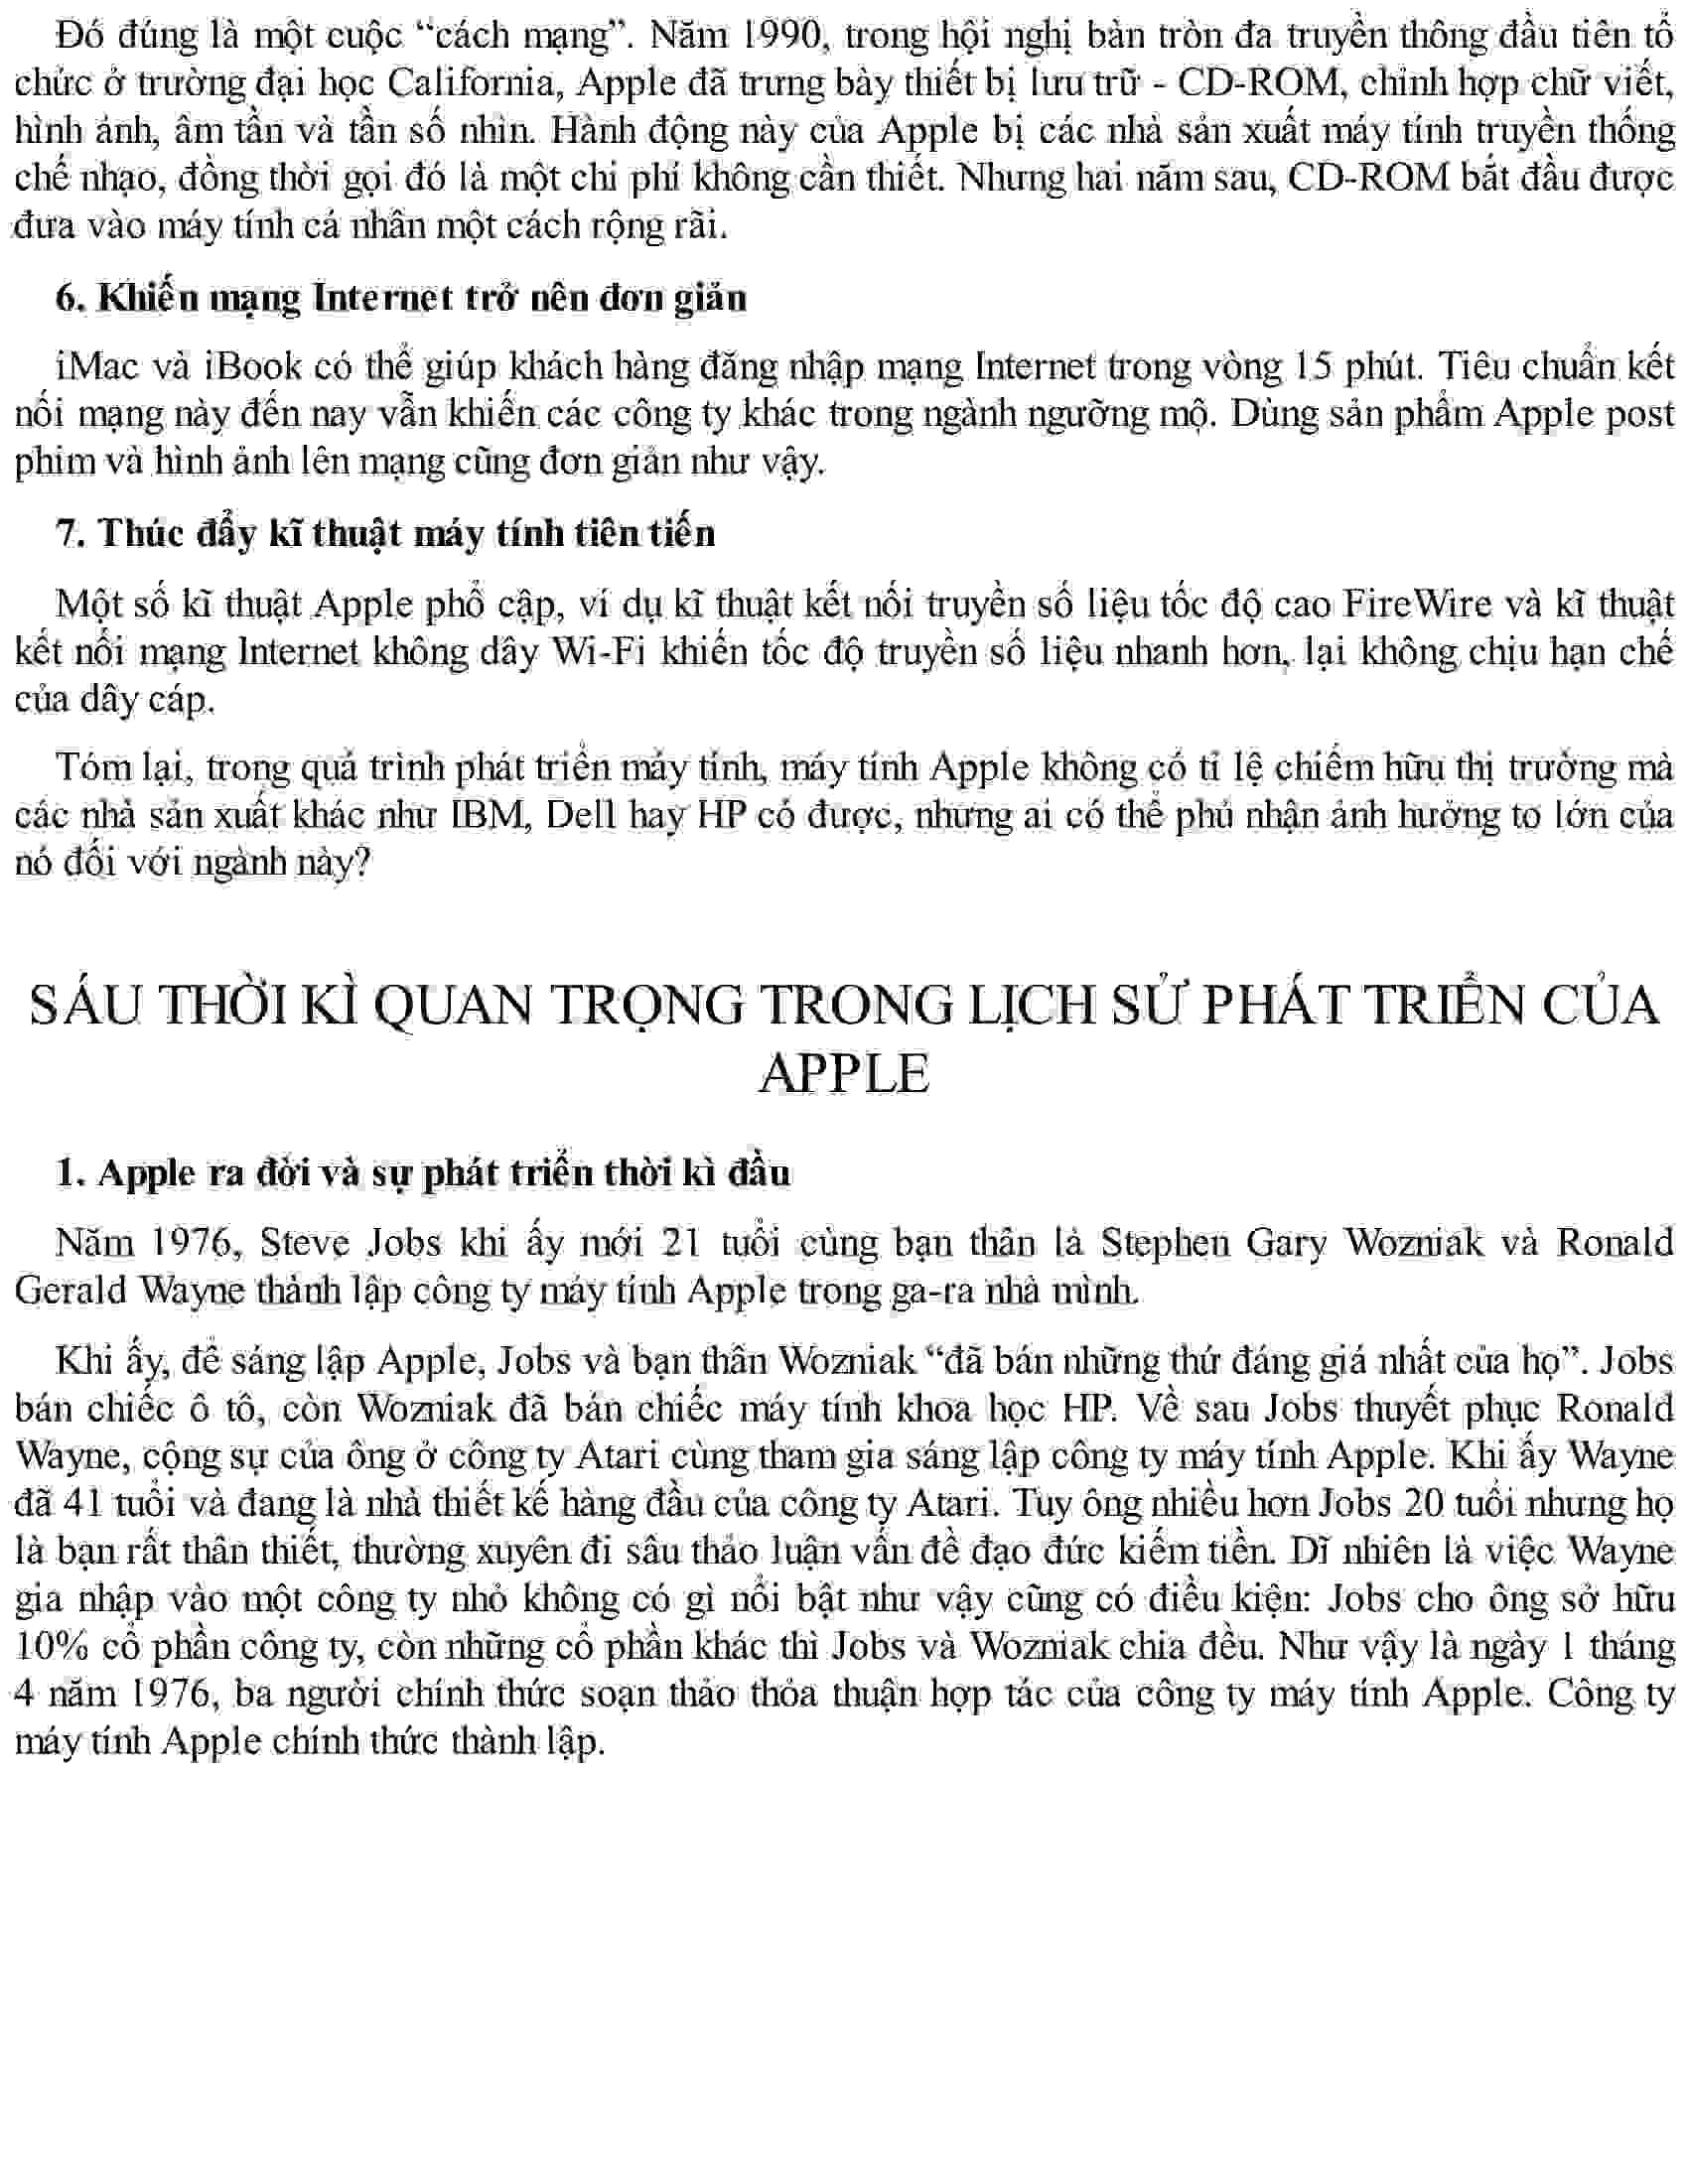 Đó đúng là một cuộc “cách mạng”. Năm 1990, trong hội nghị bàn tròn đa truyền thông đầu tiên tổ
chức ở trường đại học California, Apple đã trưng bày thiết bị lưu trữ - CD-ROM, chỉnh hợp chữ viết,
hình ảnh, âm tần và tần số nhìn. Hành động này của Apple bị các nhà sản xuất máy tính truyền thống
chế nhạo, đồng thời gọi đó là một chi phí không cần thiết. Nhưng hai năm sau, CD-ROM bắt đầu được
đưa vào máy tính cá nhân một cách rộng rãi.
6. Khiến mạng Internet trở nên đơn giản
iMac và iBook có thể giúp khách hàng đăng nhập mạng Internet trong vòng 15 phút. Tiêu chuẩn kết
nối mạng này đến nay vẫn khiến các công ty khác trong ngành ngưỡng mộ. Dùng sản phẩm Apple post
phim và hình ảnh lên mạng cũng đơn giản như vậy.
7. Thúc đẩy kĩ thuật máy tính tiên tiến
Một số kĩ thuật Apple phổ cập, ví dụ kĩ thuật kết nối truyền số liệu tốc độ cao FireWire và kĩ thuật
kết nối mạng Internet không dây Wi-Fi khiến tốc độ truyền số liệu nhanh hơn, lại không chịu hạn chế
của dây cáp.
Tóm lại, trong quá trình phát triển máy tính, máy tính Apple không có tỉ lệ chiếm hữu thị trường mà
các nhà sản xuất khác như IBM, Dell hay HP có được, nhưng ai có thể phủ nhận ảnh hưởng to lớn của
nó đối với ngành này?
SÁU THỜI KÌ QUAN TRỌNG TRONG LỊCH SỬ PHÁT TRIỂN CỦA
APPLE
1. Apple ra đời và sự phát triển thời kì đầu
Năm 1976, Steve Jobs khi ấy mới 21 tuổi cùng bạn thân là Stephen Gary Wozniak và Ronald
Gerald Wayne thành lập công ty máy tính Apple trong ga-ra nhà mình.
Khi ấy, để sáng lập Apple, Jobs và bạn thân Wozniak “đã bán những thứ đáng giá nhất của họ”. Jobs
bán chiếc ô tô, còn Wozniak đã bán chiếc máy tính khoa học HP. Về sau Jobs thuyết phục Ronald
Wayne, cộng sự của ông ở công ty Atari cùng tham gia sáng lập công ty máy tính Apple. Khi ấy Wayne
đã 41 tuổi và đang là nhà thiết kế hàng đầu của công ty Atari. Tuy ông nhiều hơn Jobs 20 tuổi nhưng họ
là bạn rất thân thiết, thường xuyên đi sâu thảo luận vấn đề đạo đức kiếm tiền. Dĩ nhiên là việc Wayne
gia nhập vào một công ty nhỏ không có gì nổi bật như vậy cũng có điều kiện: Jobs cho ông sở hữu
10% cổ phần công ty, còn những cổ phần khác thì Jobs và Wozniak chia đều. Như vậy là ngày 1 tháng
4 năm 1976, ba người chính thức soạn thảo thỏa thuận hợp tác của công ty máy tính Apple. Công ty
máy tính Apple chính thức thành lập.